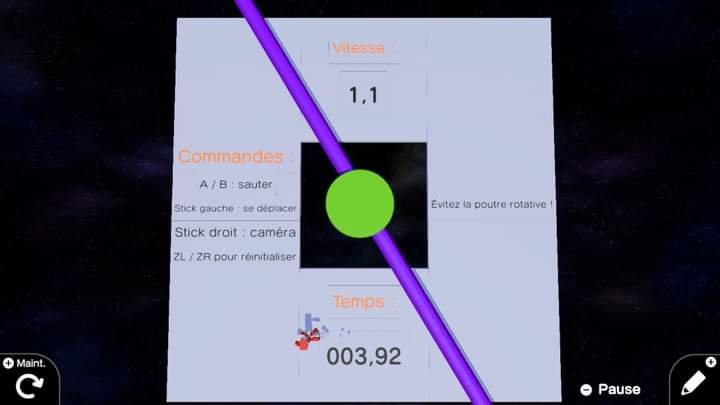 Vitesse :
1,1
Commandes :
A / B : sauter
Stick gauche : se déplacer
Stick droit : caméra
ZL / ZR pour réinitialiser
Évitez la poutre rotative !
Temps :
003,92
Maint.
Pause